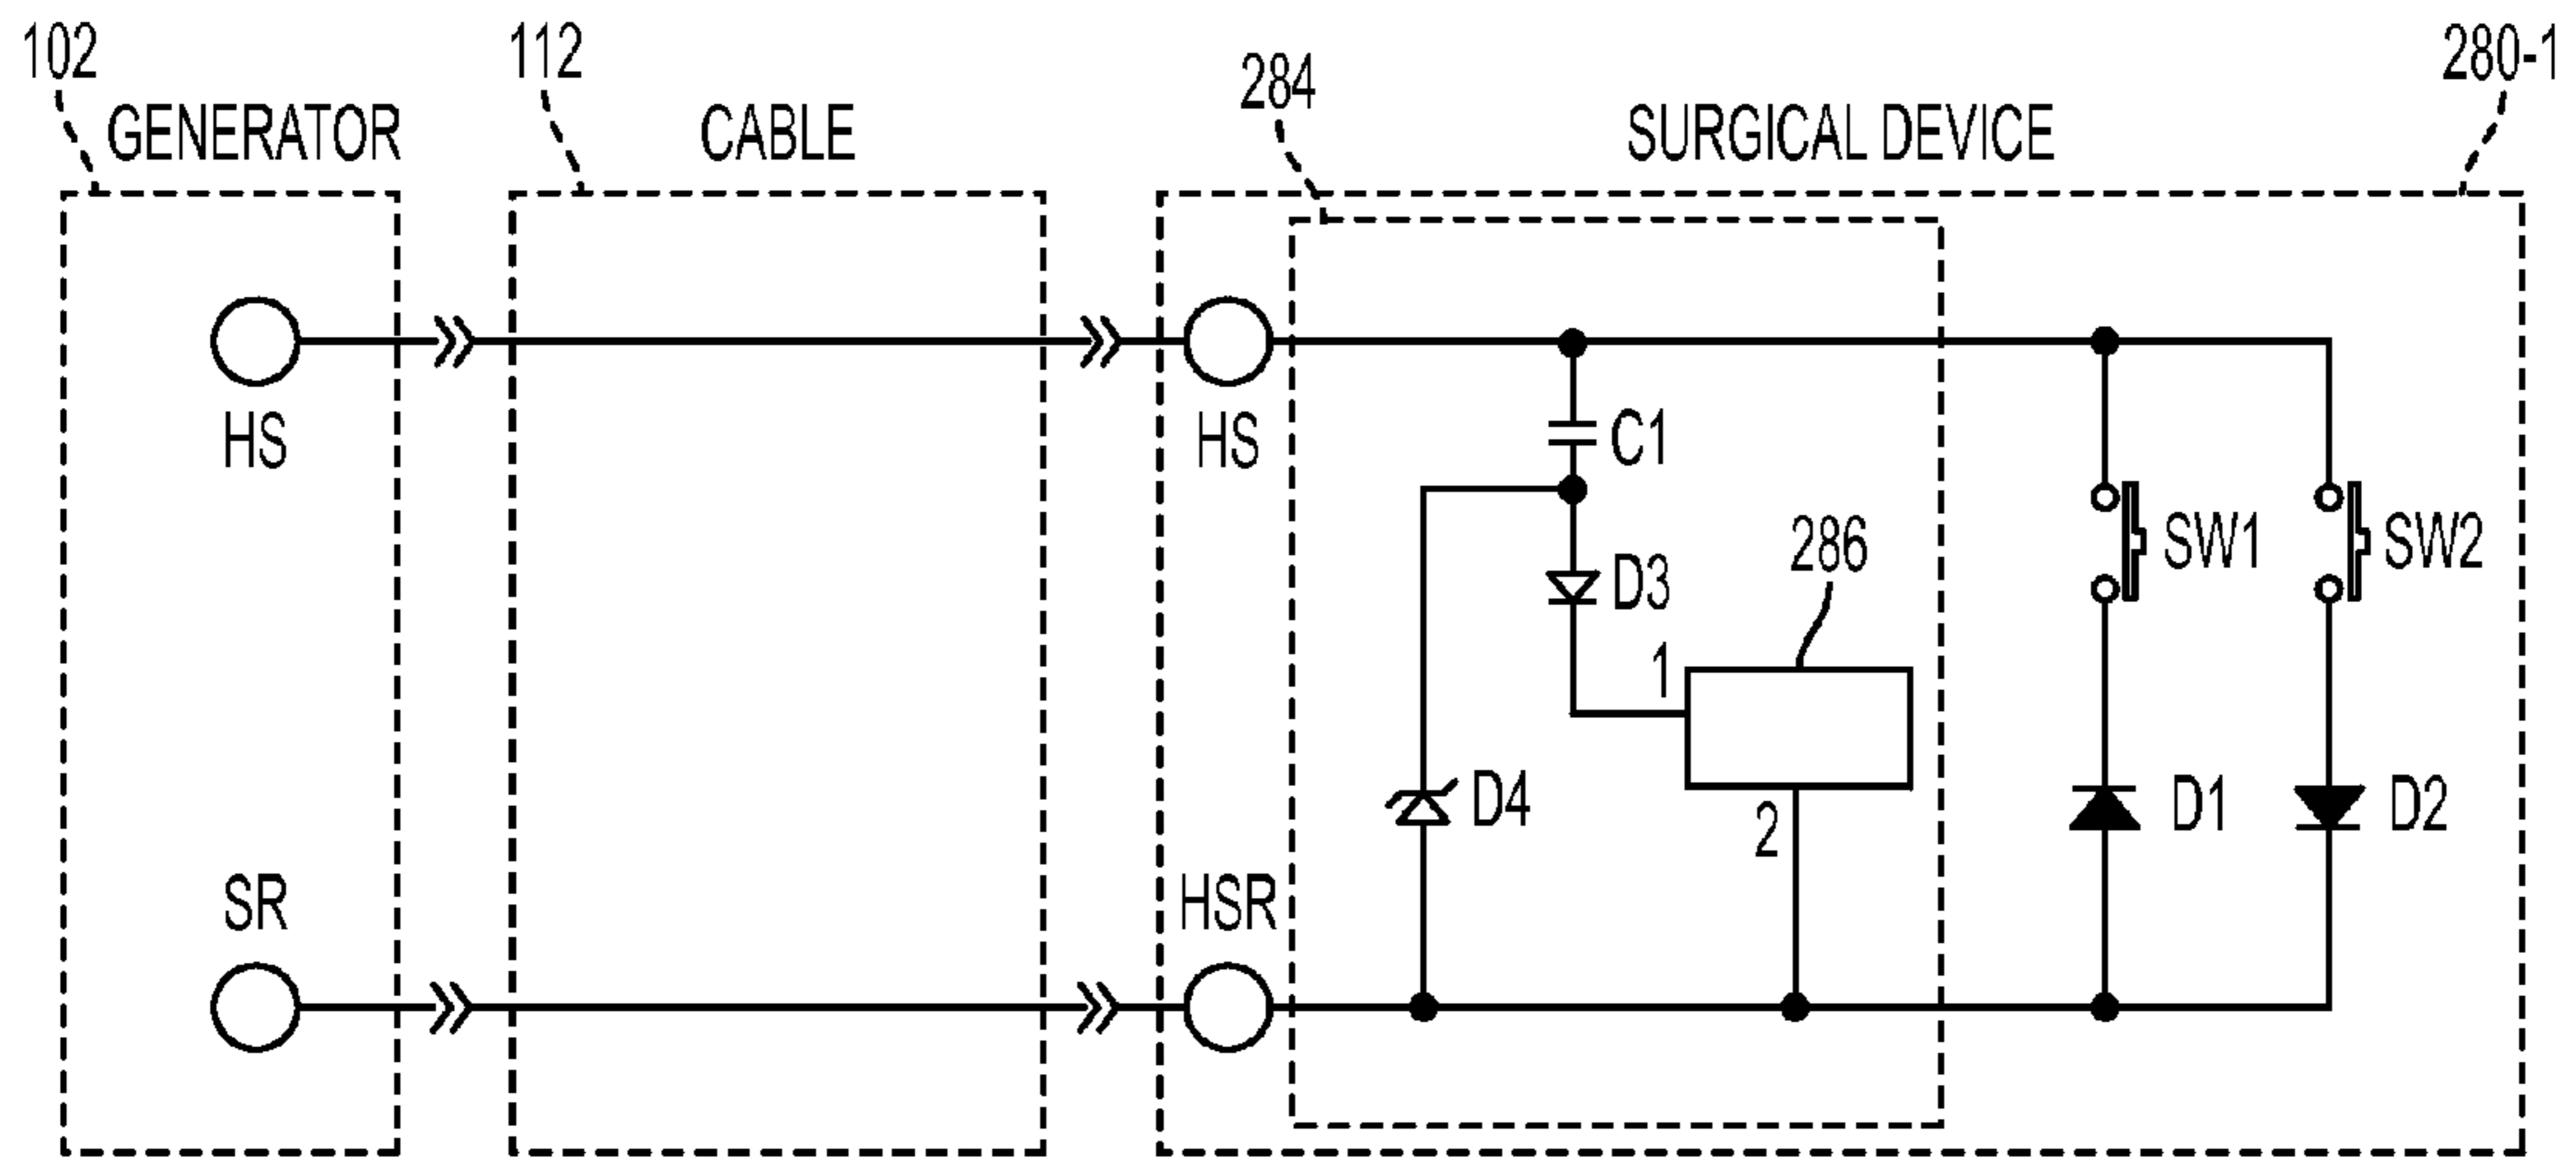 102
112
284
280-1
GENERATOR
CABLE
SURGICAL DEVICE
HS
HS
C1
D3
286
SW1
SW2
1
D4
2
D1
D2
SR
HSR